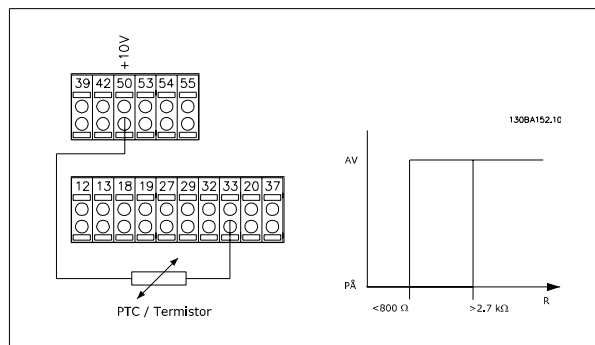 +10V
39 42 50 53 54 55
12 13 18 19 27 29 32 33 20 37
PTC / Termistor
130BA152.10
AV
PÅ
<800 Ω
>2.7 kΩ
R